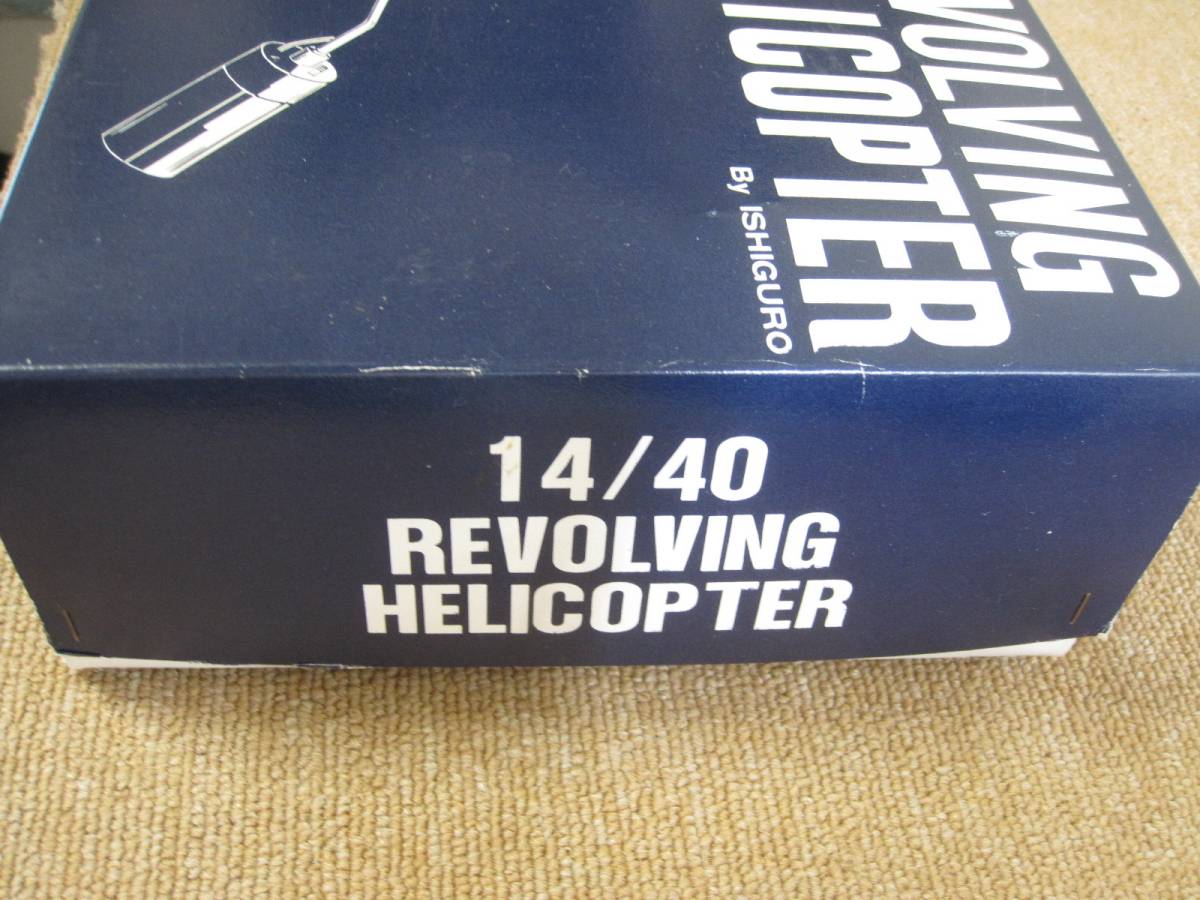 VOLVING
ICOPTER
By ISHIGURO
14/40
REVOLVING
HELICOPTER